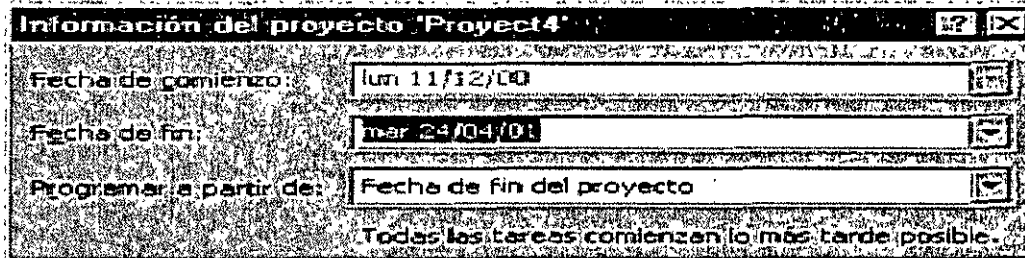 Información del proyecto 'Proyect4'
Fecha de comienzo: lun 11/12/00
Fecha de fin: mar 24/04/01
Programar a partir de: Fecha de fin del proyecto
Todas las tareas comienzan lo más tarde posible.